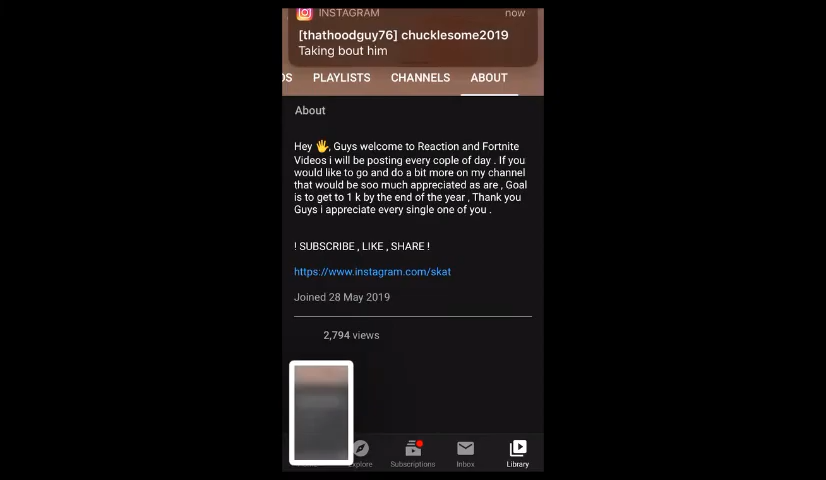 INSTAGRAM
now
[thathoodguy76] chucklesome2019
Taking bout him
PLAYLISTS
CHANNELS
ABOUT
About
Hey 🖐, Guys welcome to Reaction and Fortnite
Videos i will be posting every cople of day . If you
would like to go and do a bit more on my channel
that would be soo much appreciated as are , Goal
is to get to 1 k by the end of the year , Thank you
Guys i appreciate every single one of you .
! SUBSCRIBE , LIKE , SHARE !
https://www.instagram.com/skat
Joined 28 May 2019
2,794 views
Subscriptions
Inbox
Library